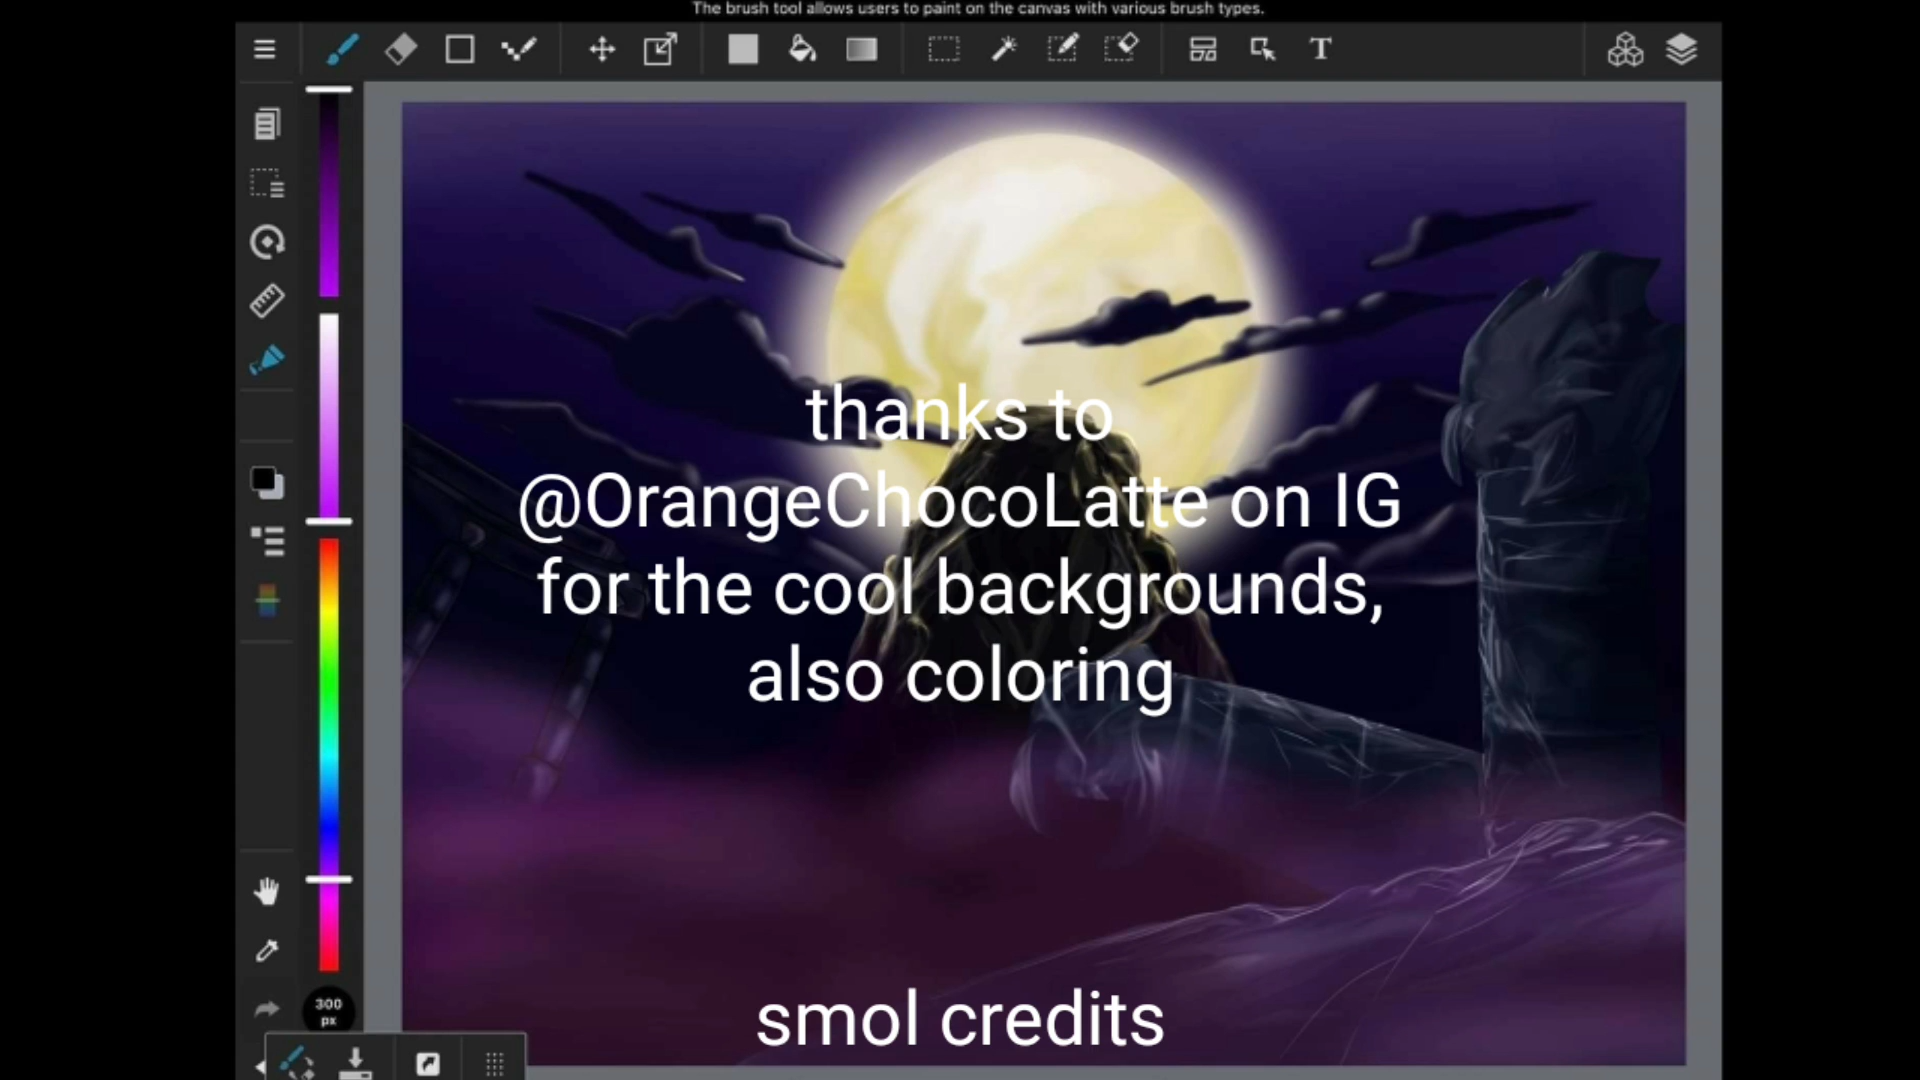 The brush tool allows users to paint on the canvas with various brush types.
T
thanks to
@OrangeChocoLatte on IG
for the cool backgrounds,
also coloring
300
px
smol credits